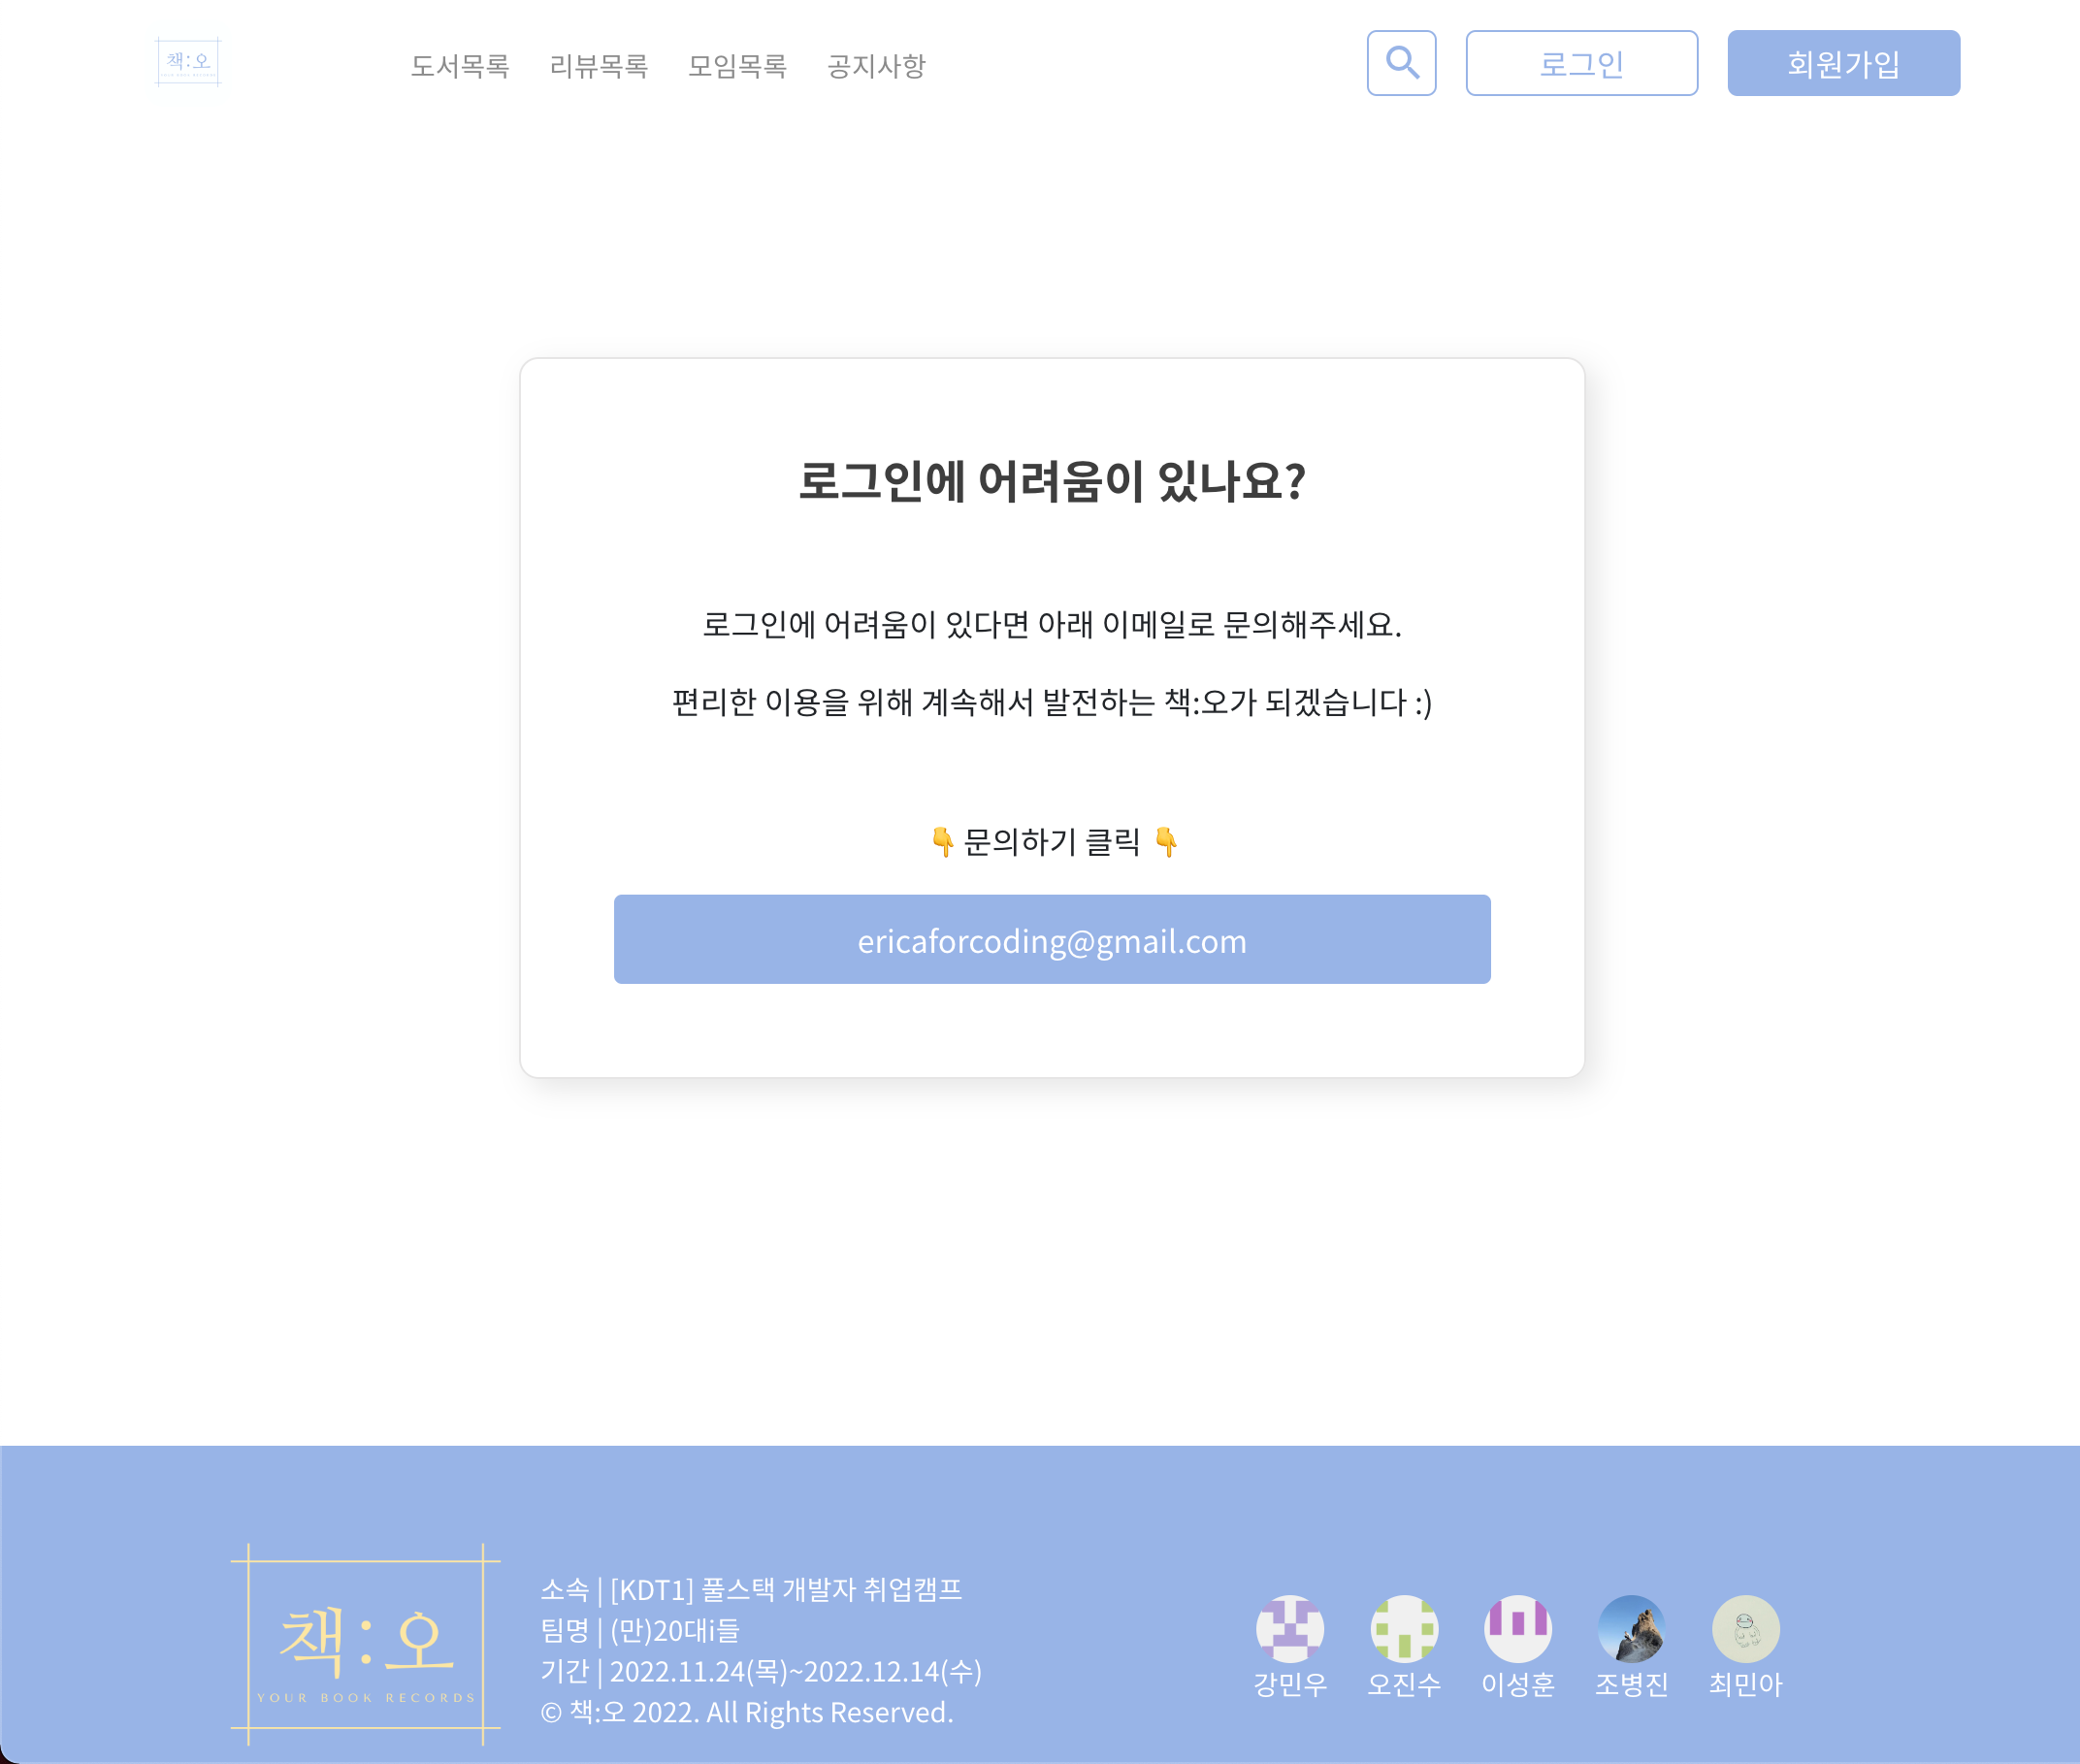 책:오
도서목록 리뷰목록 모임목록 공지사항
로그인
회원가입
로그인에 어려움이 있나요?
로그인에 어려움이 있다면 아래 이메일로 문의해주세요.
편리한 이용을 위해 계속해서 발전하는 책:오가 되겠습니다 :)
👇 문의하기 클릭 👇
ericaforcoding@gmail.com
책:오
YOUR BOOK RECORDS
소속 | [KDT1] 풀스택 개발자 취업캠프
팀명 | (만)20대i들
기간 | 2022.11.24(목)~2022.12.14(수)
© 책:오 2022. All Rights Reserved.
강민우 오진수 이성훈 조병진 최민아